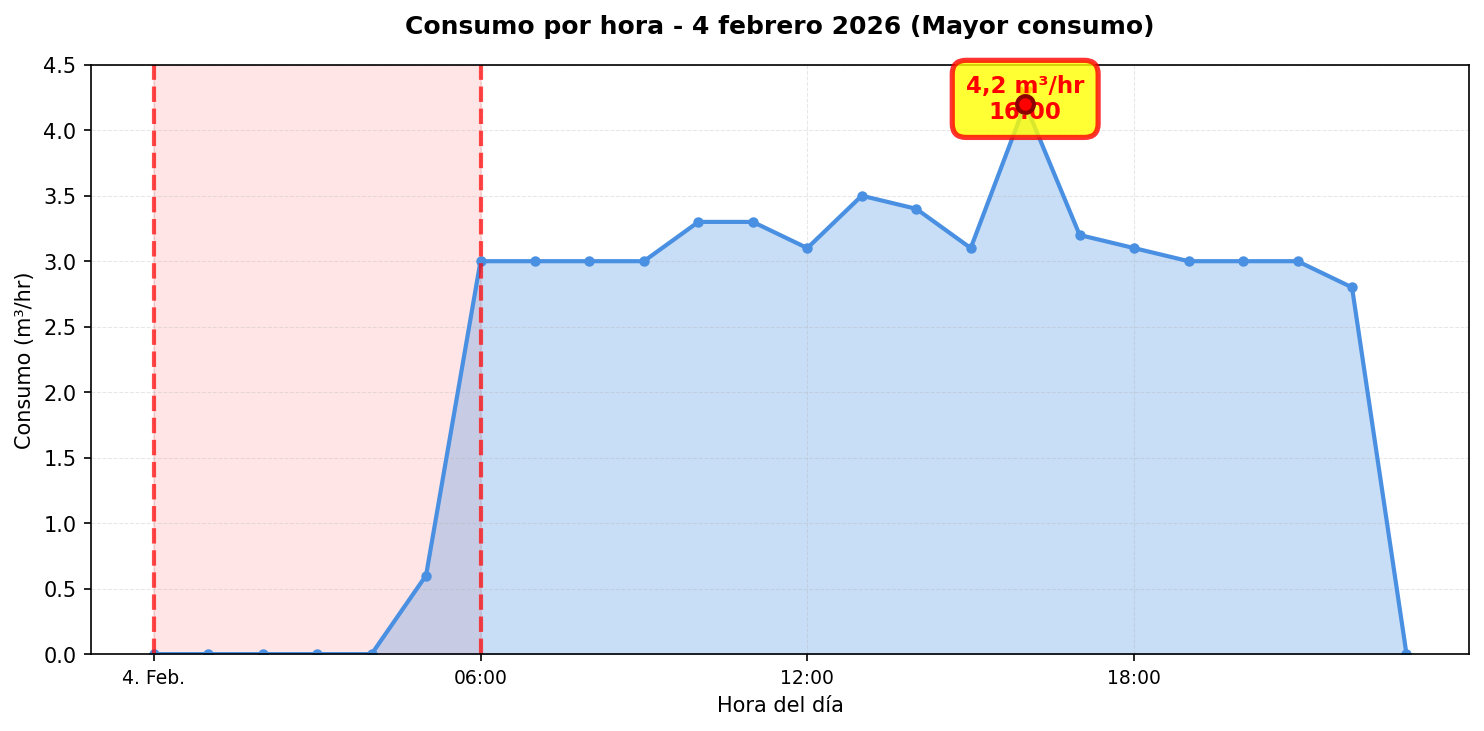 Consumo por hora - 4 febrero 2026 (Mayor consumo)
4,2 m³/hr
16:00
4.5
4.0
3.5
3.0
2.5
2.0
1.5
1.0
0.5
0.0
Consumo (m³/hr)
4. Feb.
06:00
12:00
18:00
Hora del día